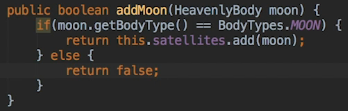 public boolean addMoon(HeavenlyBody moon) {
    if(moon.getBodyType() == BodyTypes.MOON) {
        return this.satellites.add(moon);
    } else {
        return false;
    }
}